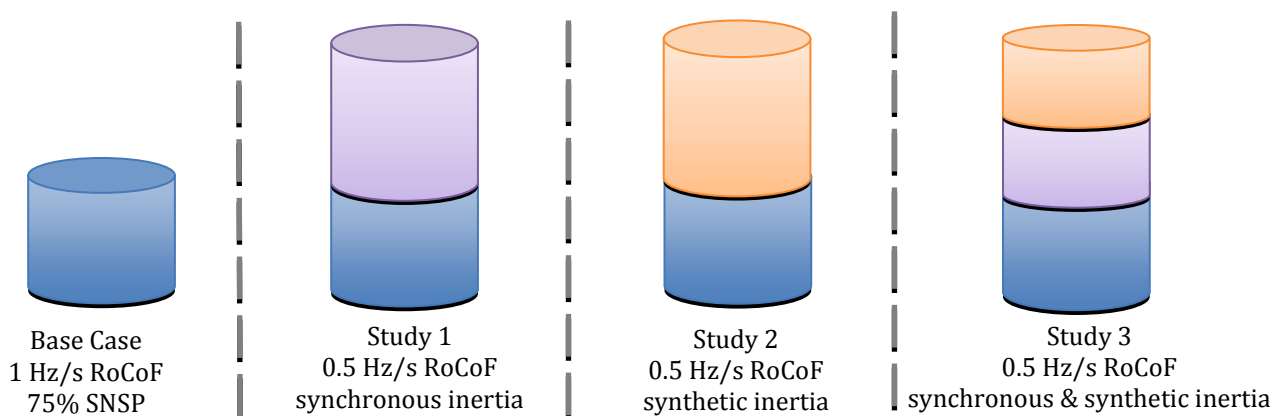 Base Case
1 Hz/s RoCoF
75% SNSP
Study 1
0.5 Hz/s RoCoF
synchronous inertia
Study 2
0.5 Hz/s RoCoF
synthetic inertia
Study 3
0.5 Hz/s RoCoF
synchronous & synthetic inertia